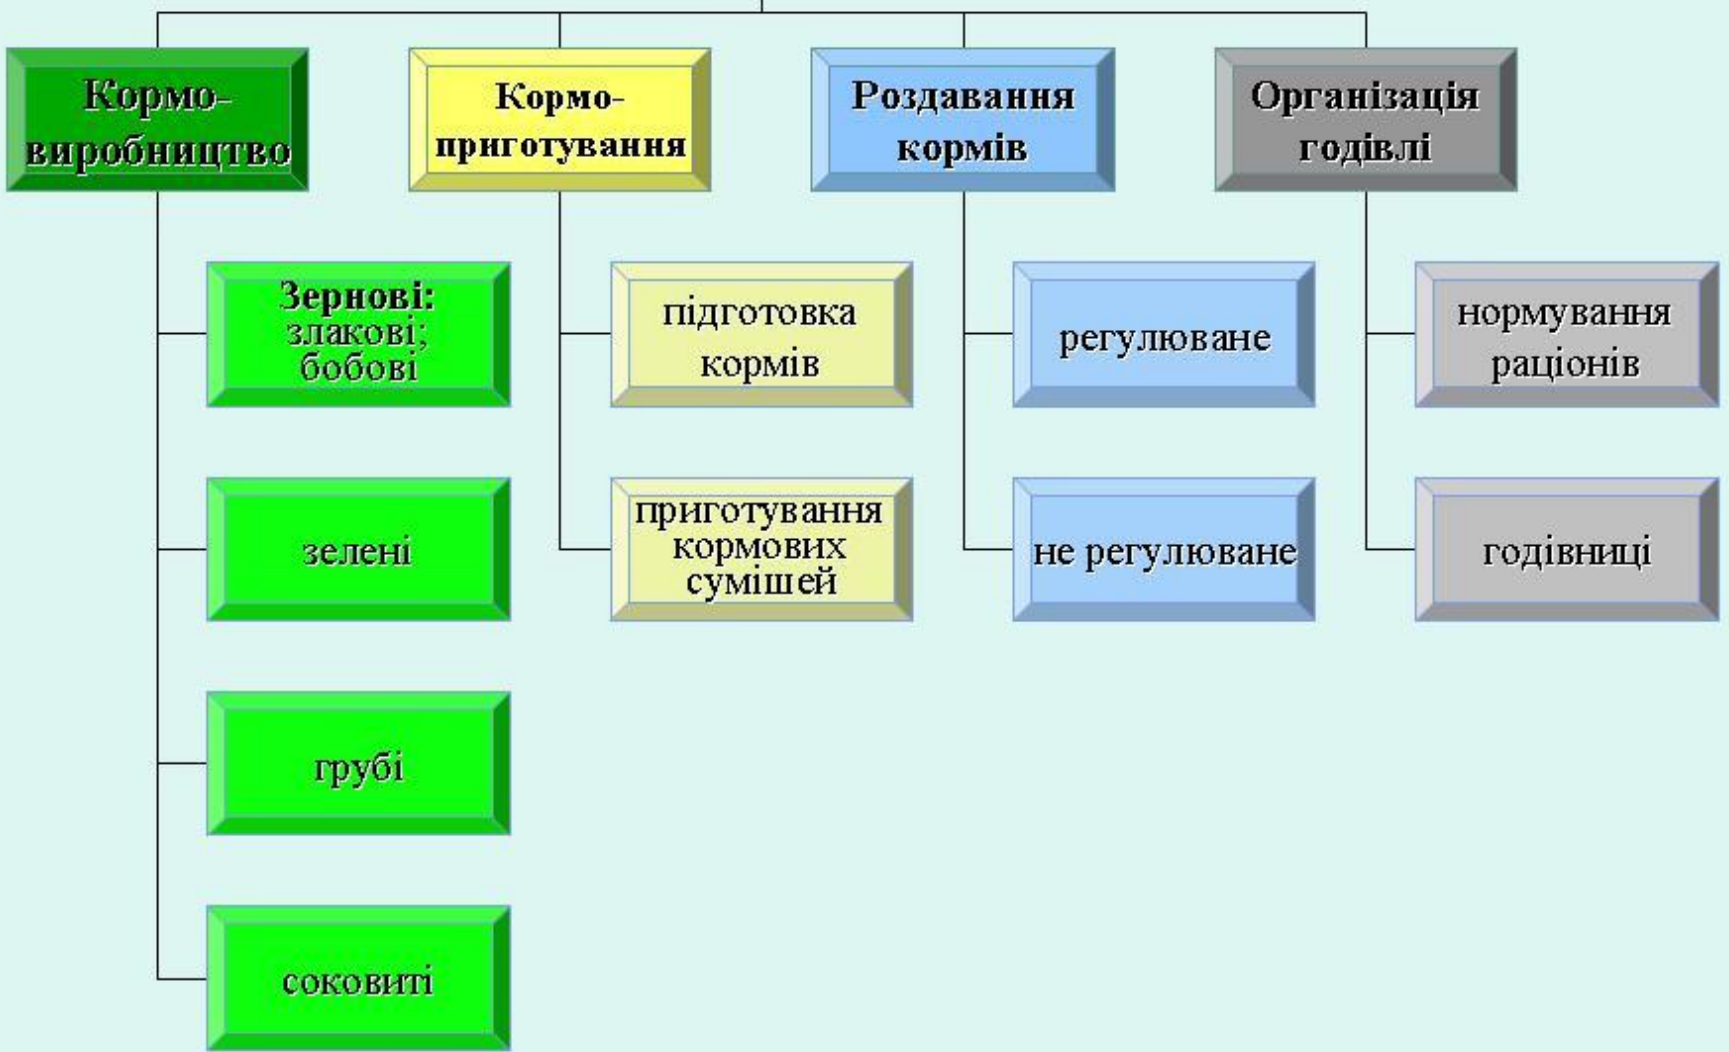 Кормо-
виробництво
Кормо-
приготування
Роздавання
кормів
Організація
годівлі
Зернові:
злакові;
бобові
зелені
грубі
соковиті
підготовка
кормів
приготування
кормових
сумішей
регулюване
не регулюване
нормування
раціонів
годівниці